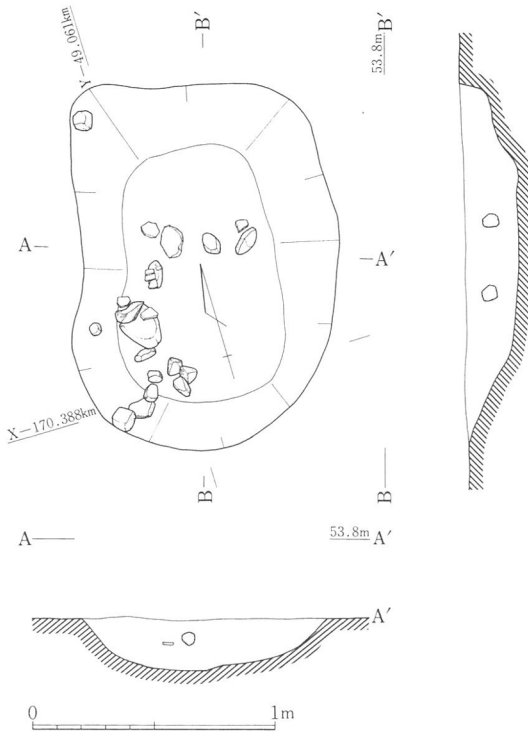 Y－49.061km
B′
53.8m B′
A
A′
X－170.388km
B
B
A
53.8m A′
A′
0
1m